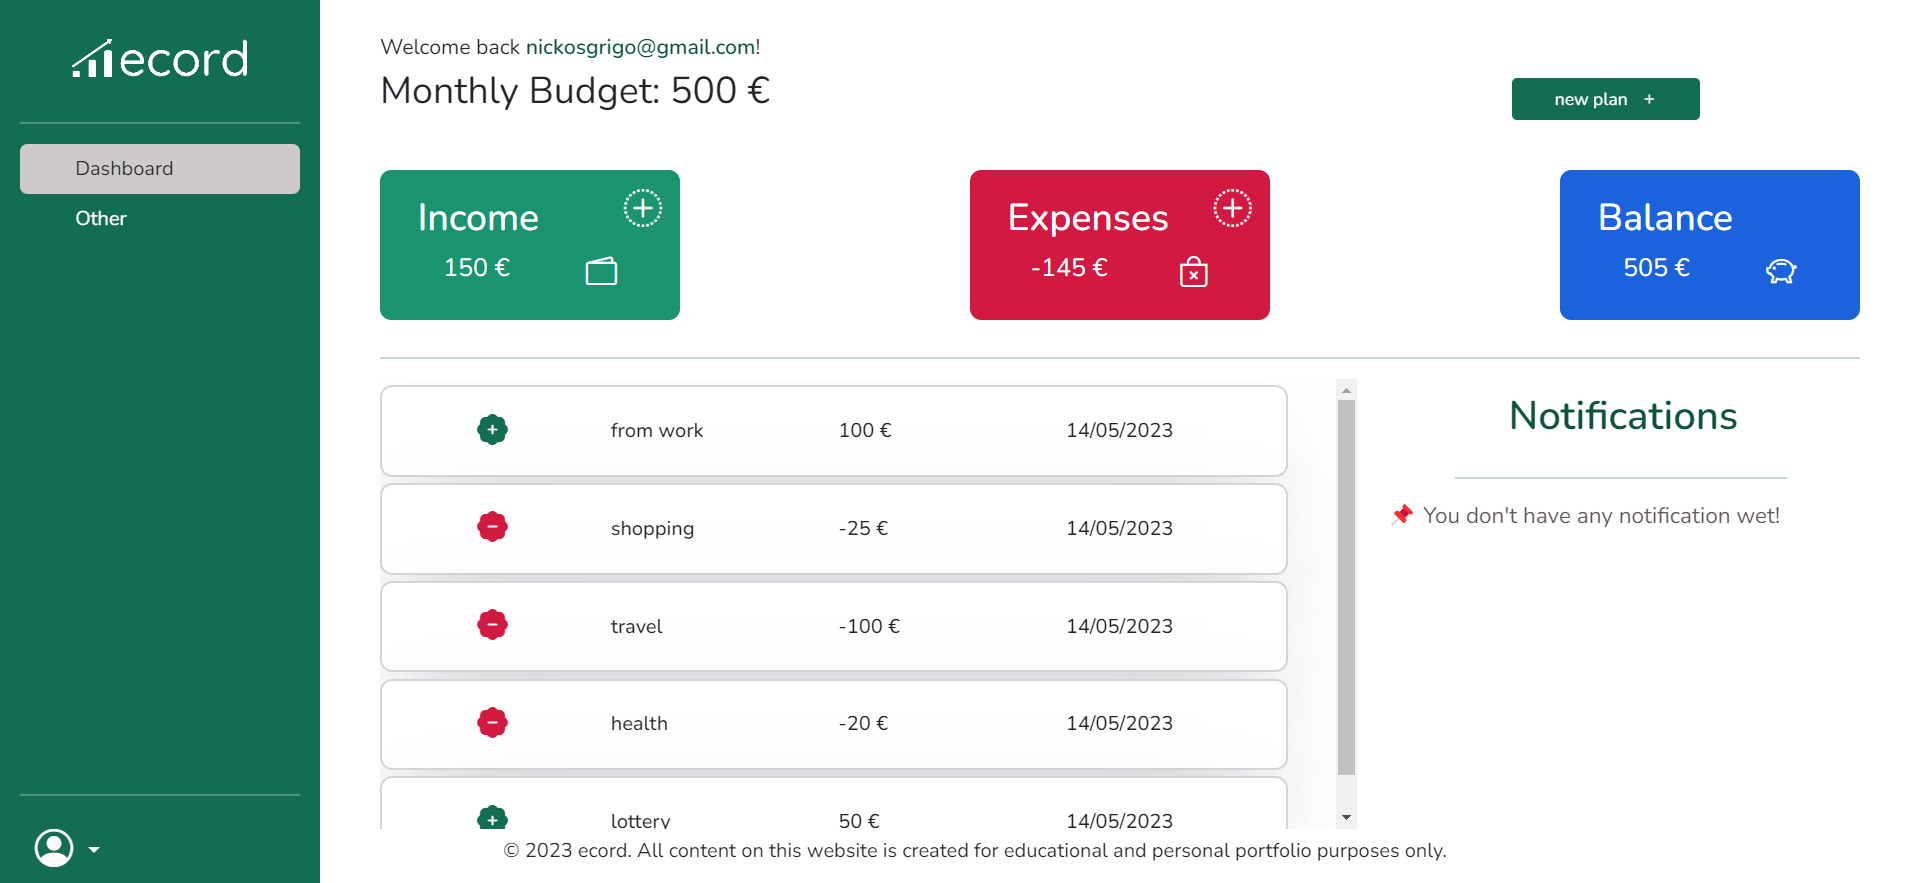 ecord
Dashboard
Other
Welcome back nickosgrigo@gmail.com!
Monthly Budget: 500 €
new plan +
Income
150 €
Expenses
-145 €
Balance
505 €
from work 100 € 14/05/2023
shopping -25 € 14/05/2023
travel -100 € 14/05/2023
health -20 € 14/05/2023
lottery 50 € 14/05/2023
Notifications
You don't have any notification wet!
© 2023 ecord. All content on this website is created for educational and personal portfolio purposes only.